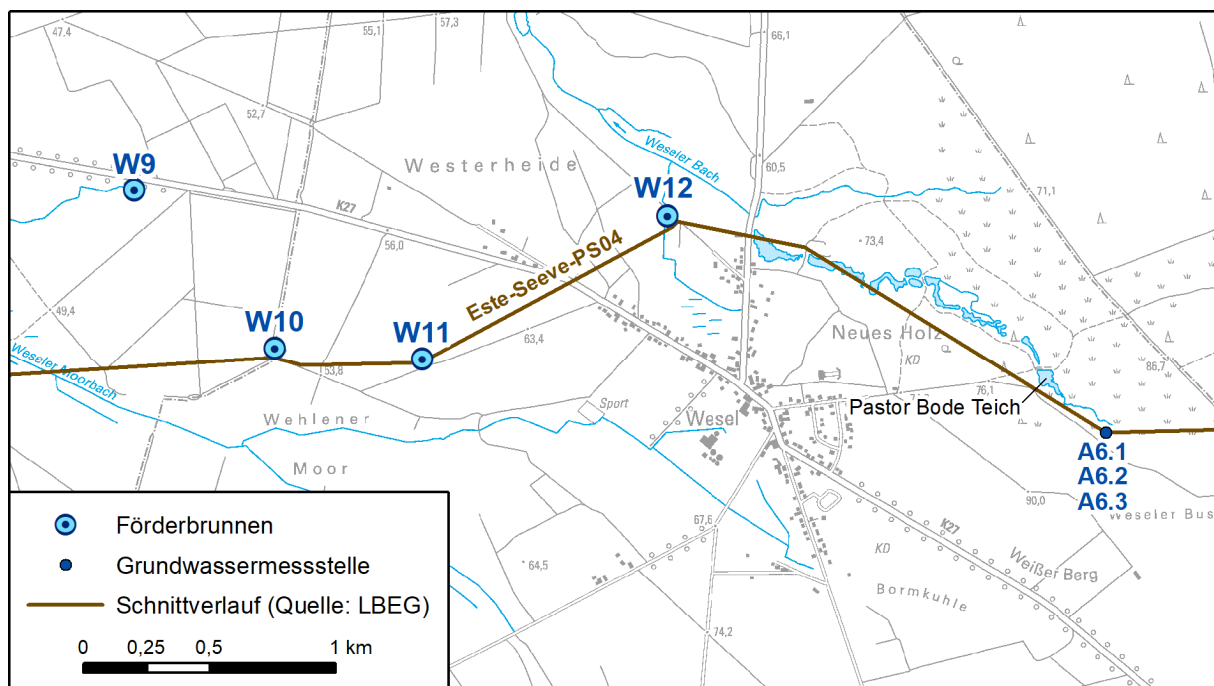 47,4
55,1
57,3
66,1
52,7
W9
Westerheide
Weseler Bach
60,5
71,1
K27
W12
56,0
73,4
Este-Seeve-PS04
49,4
W10
W11
63,4
Neues Holz
KD
86,7
Weseler Moorbach
53,8
76,1
Pastor Bode Teich
Wehlener
Sport
Wesel
Moor
A6.1
A6.2
A6.3
90,0
Weseler Bus
67,6
K27
KD
Weißer Berg
64,5
Bormkuhle
74,2
Förderbrunnen
Grundwassermessstelle
Schnittverlauf (Quelle: LBEG)
0 0,25 0,5 1 km